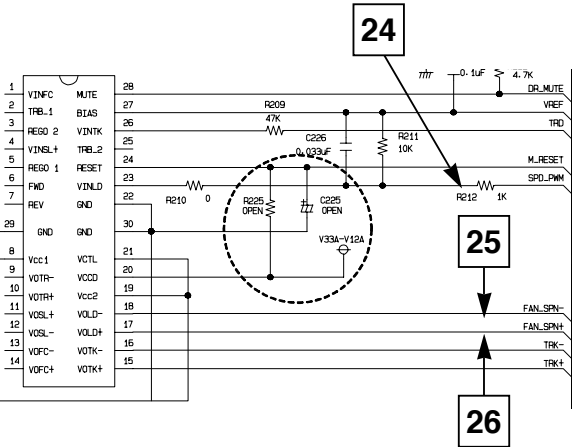 24
0.1uF
4.7K
1 VINFC MUTE 28 DR_MUTE
2 TRB_1 BIAS 27 R209 VREF
3 REGO 2 VINTK 26 47K TRD
4 VINSL+ TRB_2 25 C226 0.033uF R211 10K
5 REGO 1 RESET 24 M_RESET
6 FWD VINLD 23 SPD_PWM
R210 0 R212 1K
7 REV GND 22 R225 OPEN C225 OPEN
29 GND GND 30
V33A-V12A
25
8 Vcc1 VCTL 21
9 VOTR- VCCD 20
10 VOTR+ Vcc2 19
11 VOSL+ VOLD- 18 FAN_SPN-
12 VOSL- VOLD+ 17 FAN_SPN+
13 VOFC- VOTK- 16 TRK-
14 VOFC+ VOTK+ 15 TRK+
26